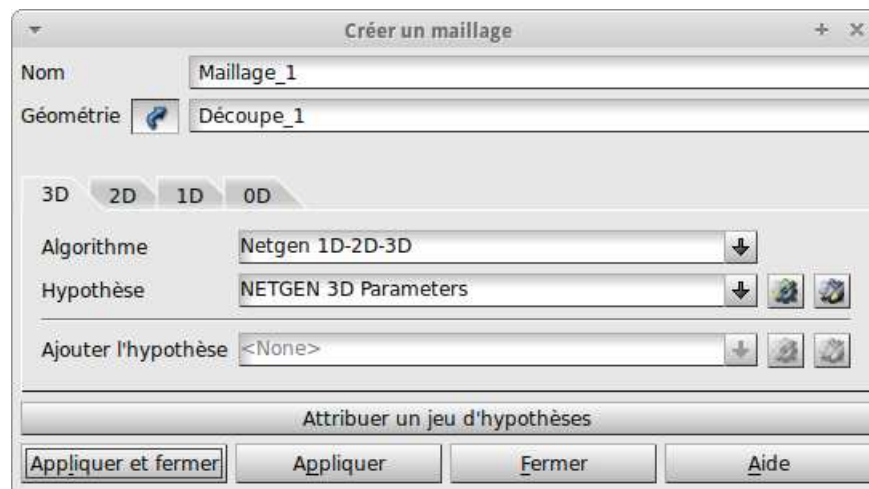 Créer un maillage
Nom Maillage_1
Géométrie Découpe_1
3D 2D 1D 0D
Algorithme Netgen 1D-2D-3D
Hypothèse NETGEN 3D Parameters
Ajouter l'hypothèse <None>
Attribuer un jeu d'hypothèses
Appliquer et fermer Appliquer Fermer Aide